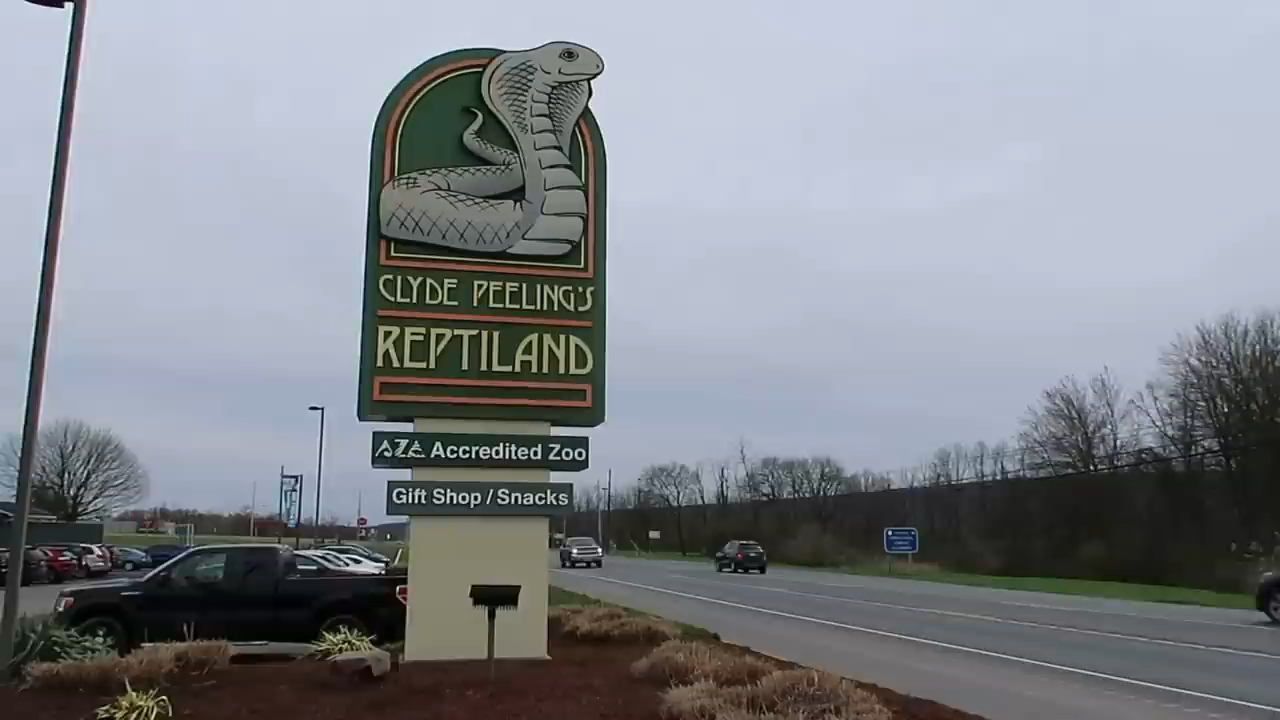 CLYDE PEELING'S
REPTILAND
AZA Accredited Zoo
Gift Shop / Snacks